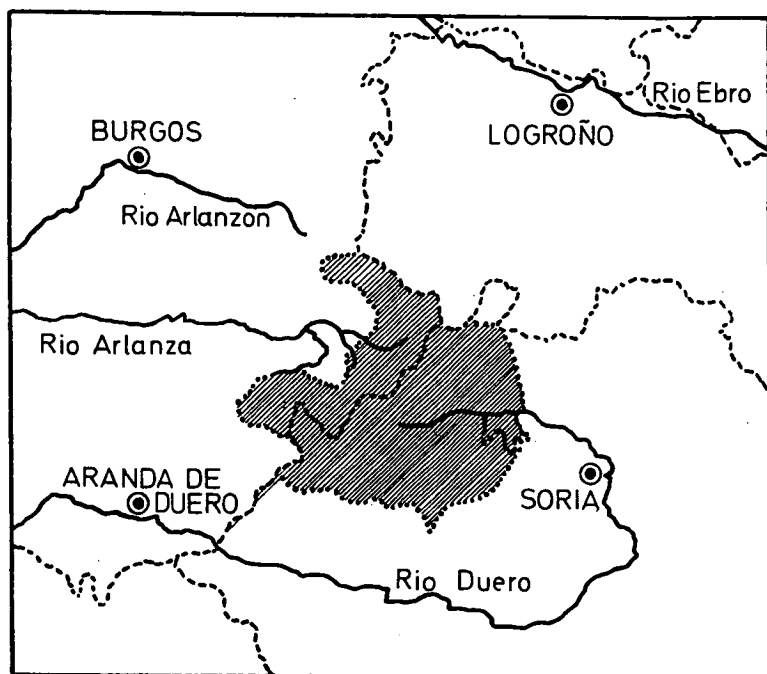 Rio Ebro
LOGROÑO
BURGOS
Rio Arlanzon
Rio Arlanza
ARANDA DE
DUERO
SORIA
Rio Duero